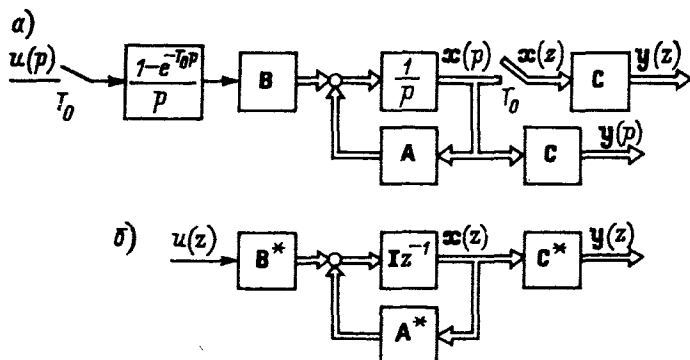 а)
u(p)
T₀
1-e^{-T₀p}
p
B
1
p
x(p)
x(z)
T₀
C
y(z)
A
C
y(p)
б)
u(z)
B*
Iz⁻¹
x(z)
C*
y(z)
A*